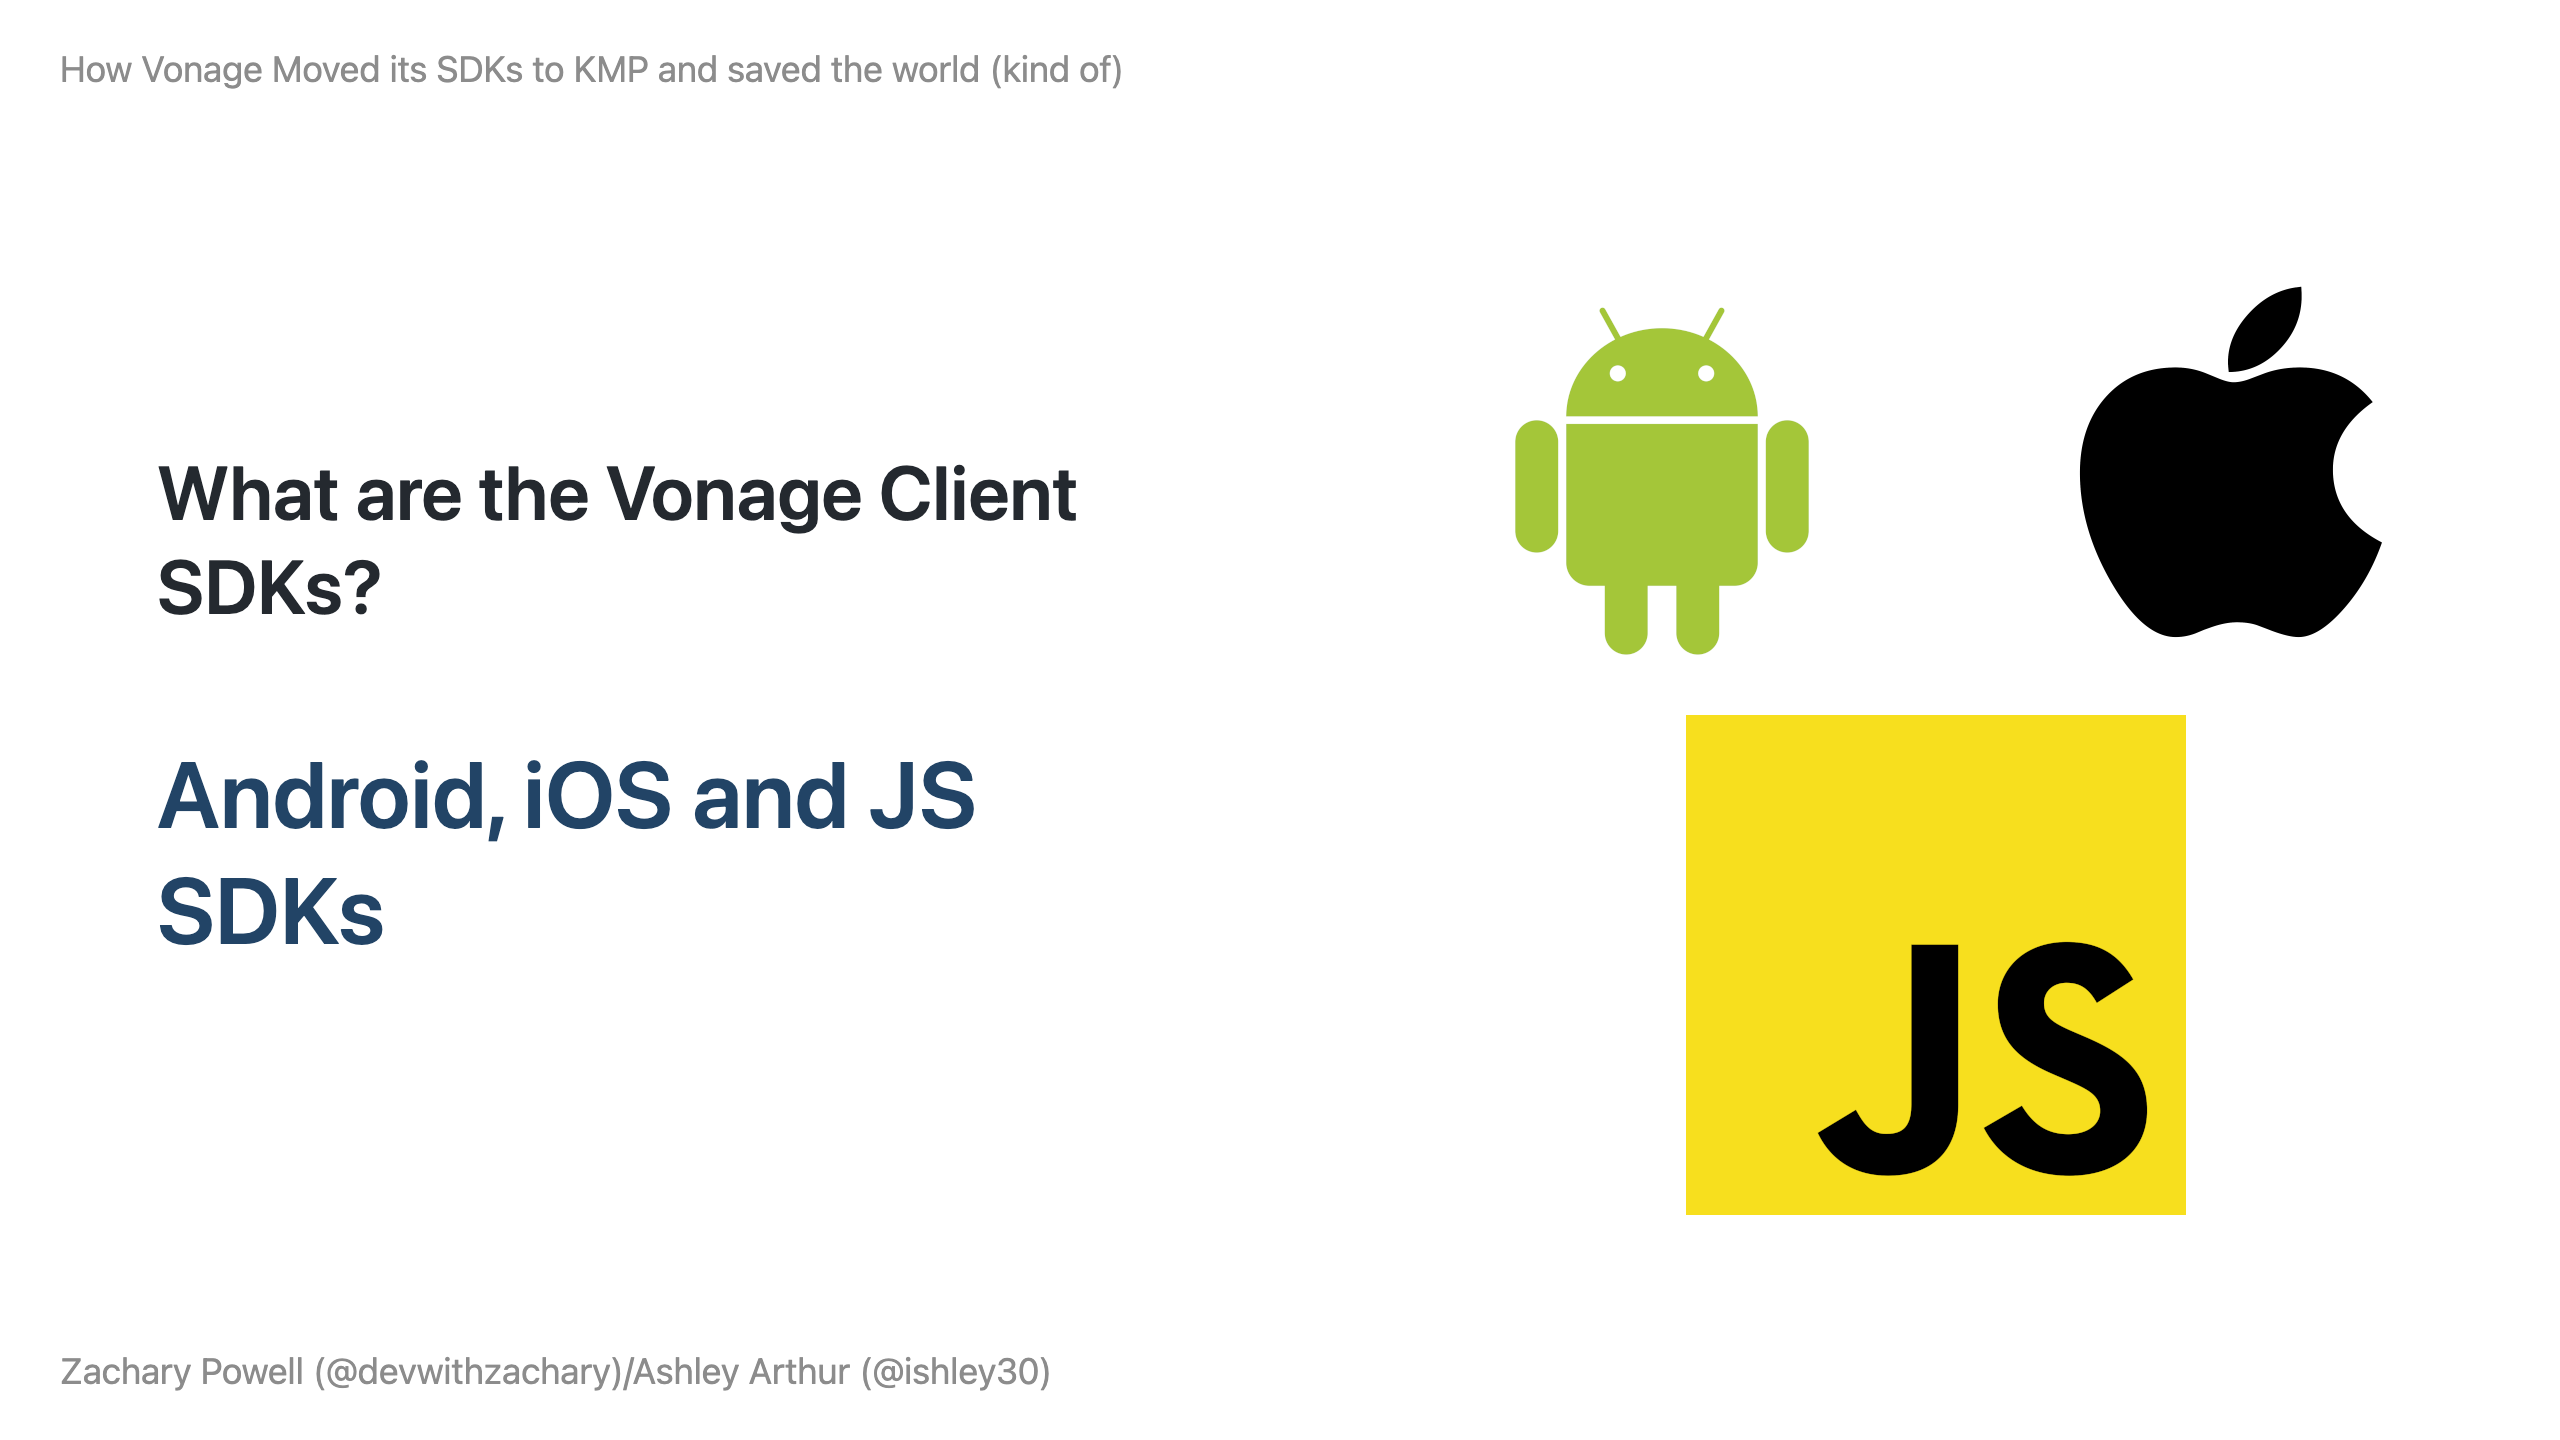 How Vonage Moved its SDKs to KMP and saved the world (kind of)
What are the Vonage Client
SDKs?
Android, iOS and JS
SDKs
JS
Zachary Powell (@devwithzachary)/Ashley Arthur (@ishley30)